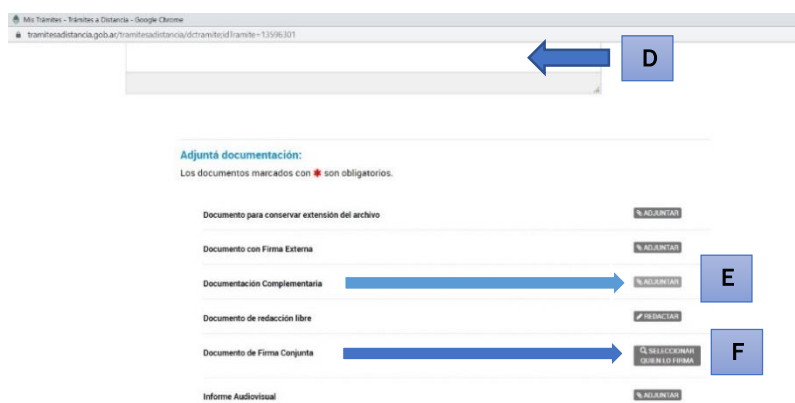 Mis Trámites - Trámites a Distancia - Google Chrome
tramitesadistancia.gob.ar/tramitesadistancia/dctramite;idTramite=13596301
D
Adjuntá documentación:
Los documentos marcados con * son obligatorios.
Documento para conservar extensión del archivo ADJUNTAR
Documento con Firma Externa ADJUNTAR
Documentación Complementaria ADJUNTAR E
Documento de redacción libre REDACTAR
Documento de Firma Conjunta SELECCIONAR QUIEN LO FIRMA F
Informe Audiovisual ADJUNTAR